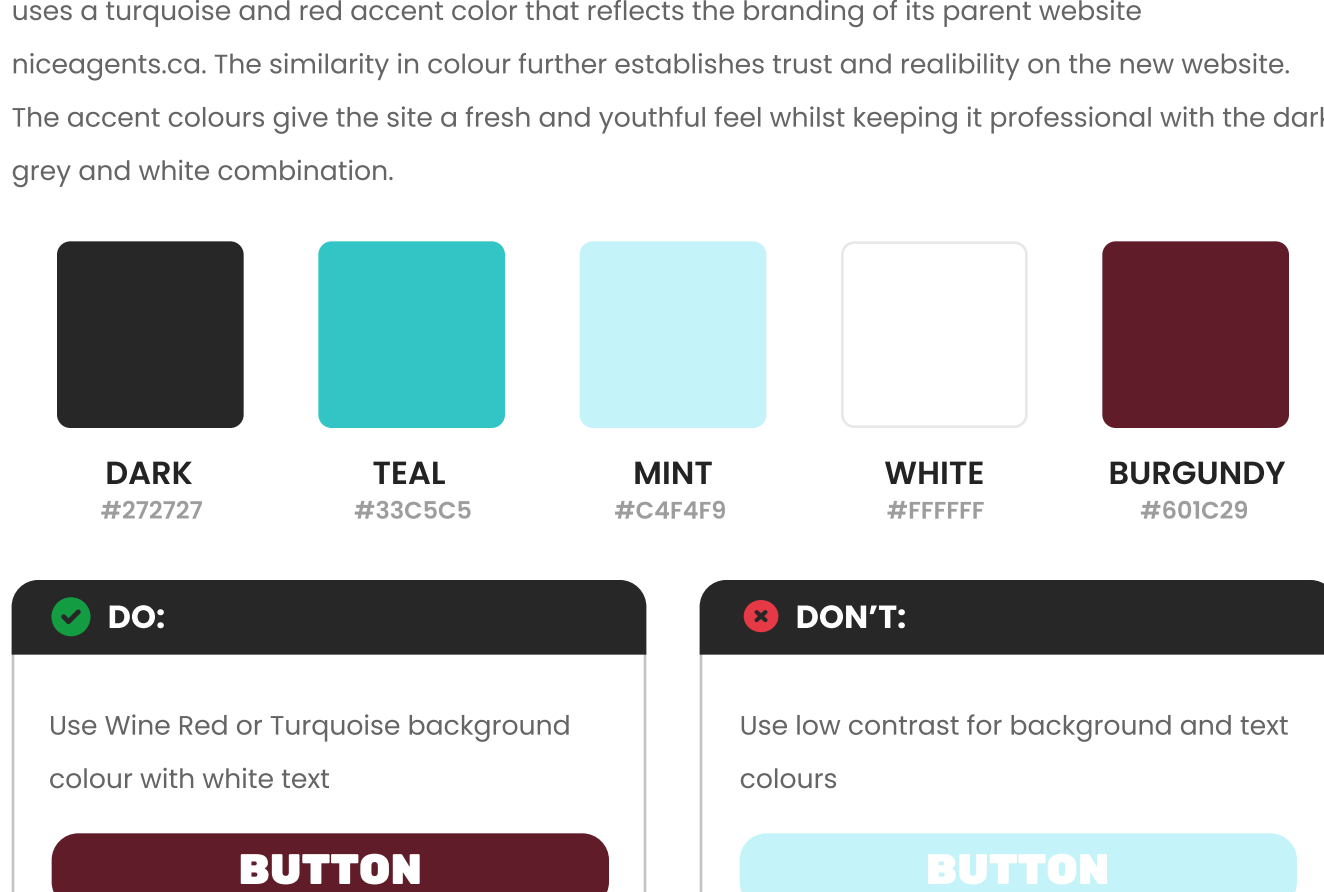 uses a turquoise and red accent color that reflects the branding of its parent website
niceagents.ca. The similarity in colour further establishes trust and realibility on the new website.
The accent colours give the site a fresh and youthful feel whilst keeping it professional with the dark
grey and white combination.
DARK
#272727
TEAL
#33C5C5
MINT
#C4F4F9
WHITE
#FFFFFF
BURGUNDY
#601C29
DO:
Use Wine Red or Turquoise background
colour with white text
BUTTON
DON’T:
Use low contrast for background and text
colours
BUTTON